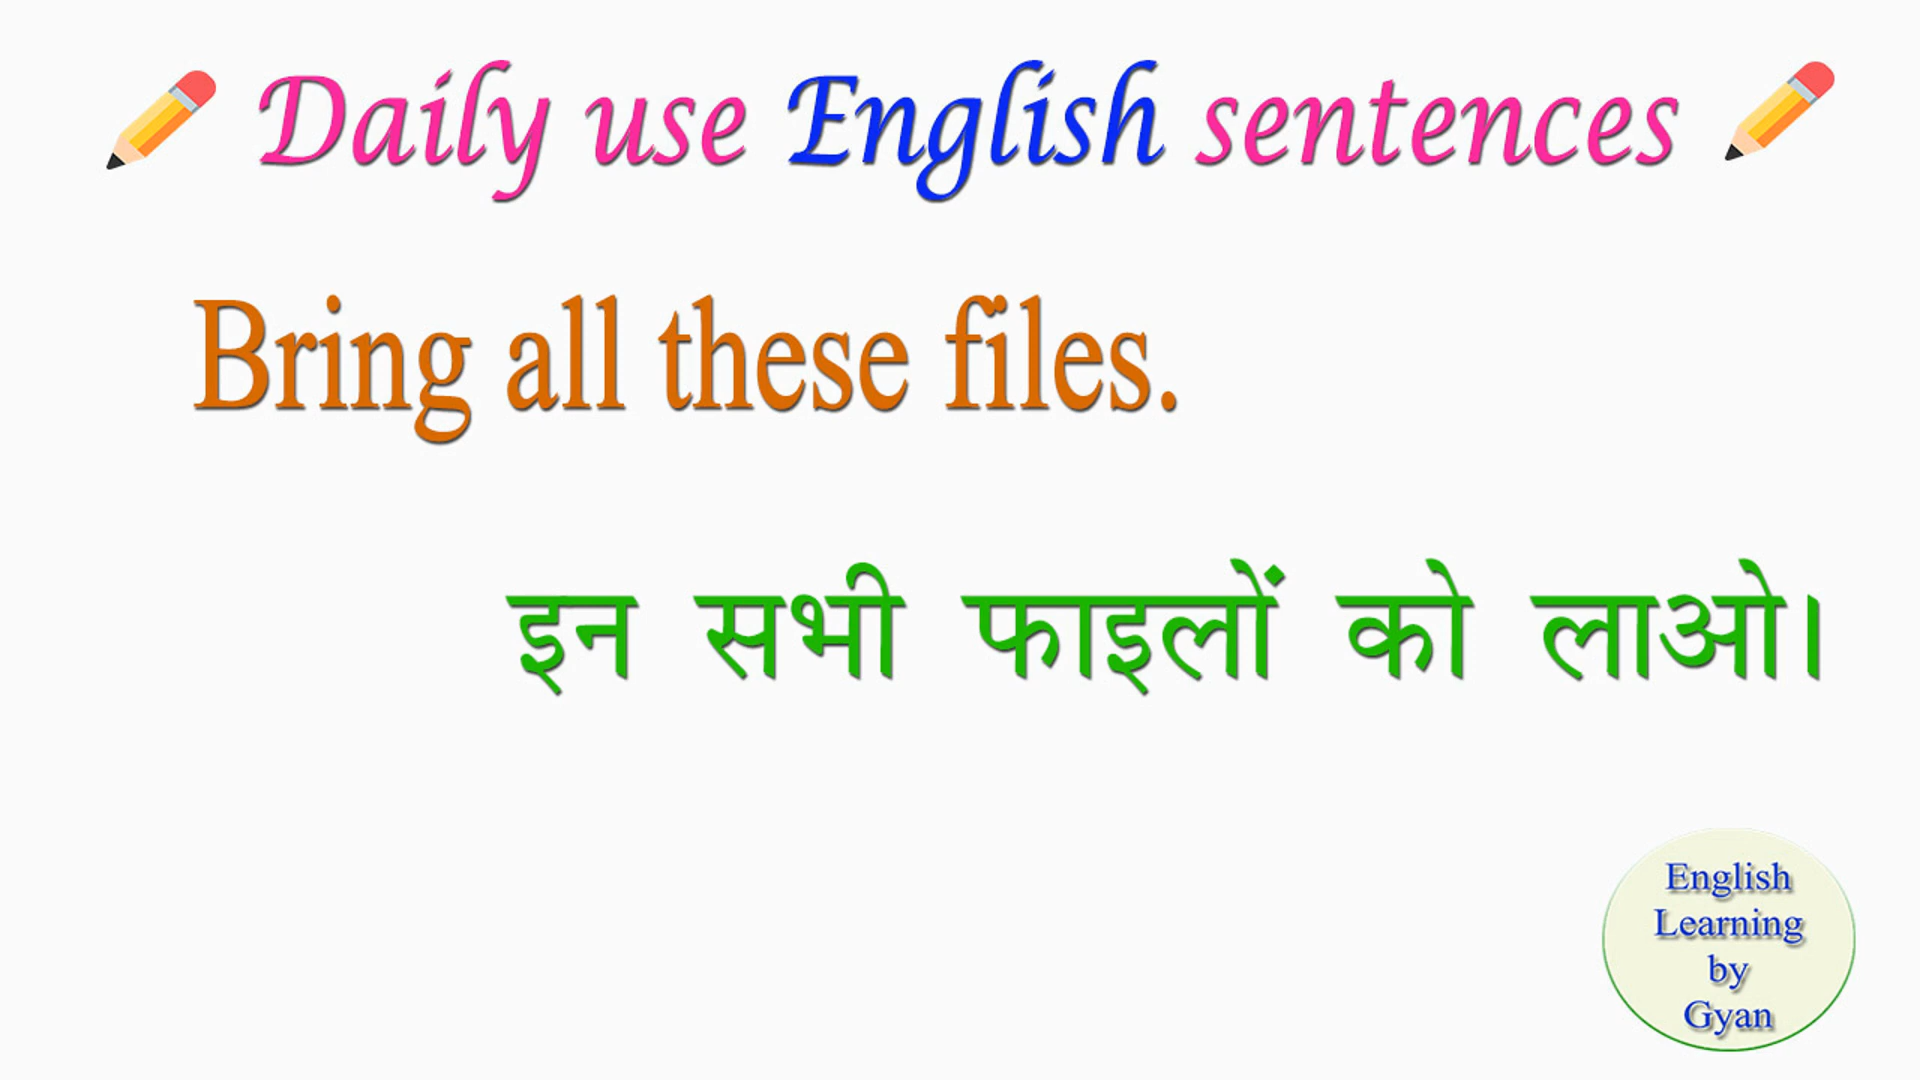 Daily use English sentences
Bring all these files.
इन सभी फाइलों को लाओ।
English
Learning
by
Gyan